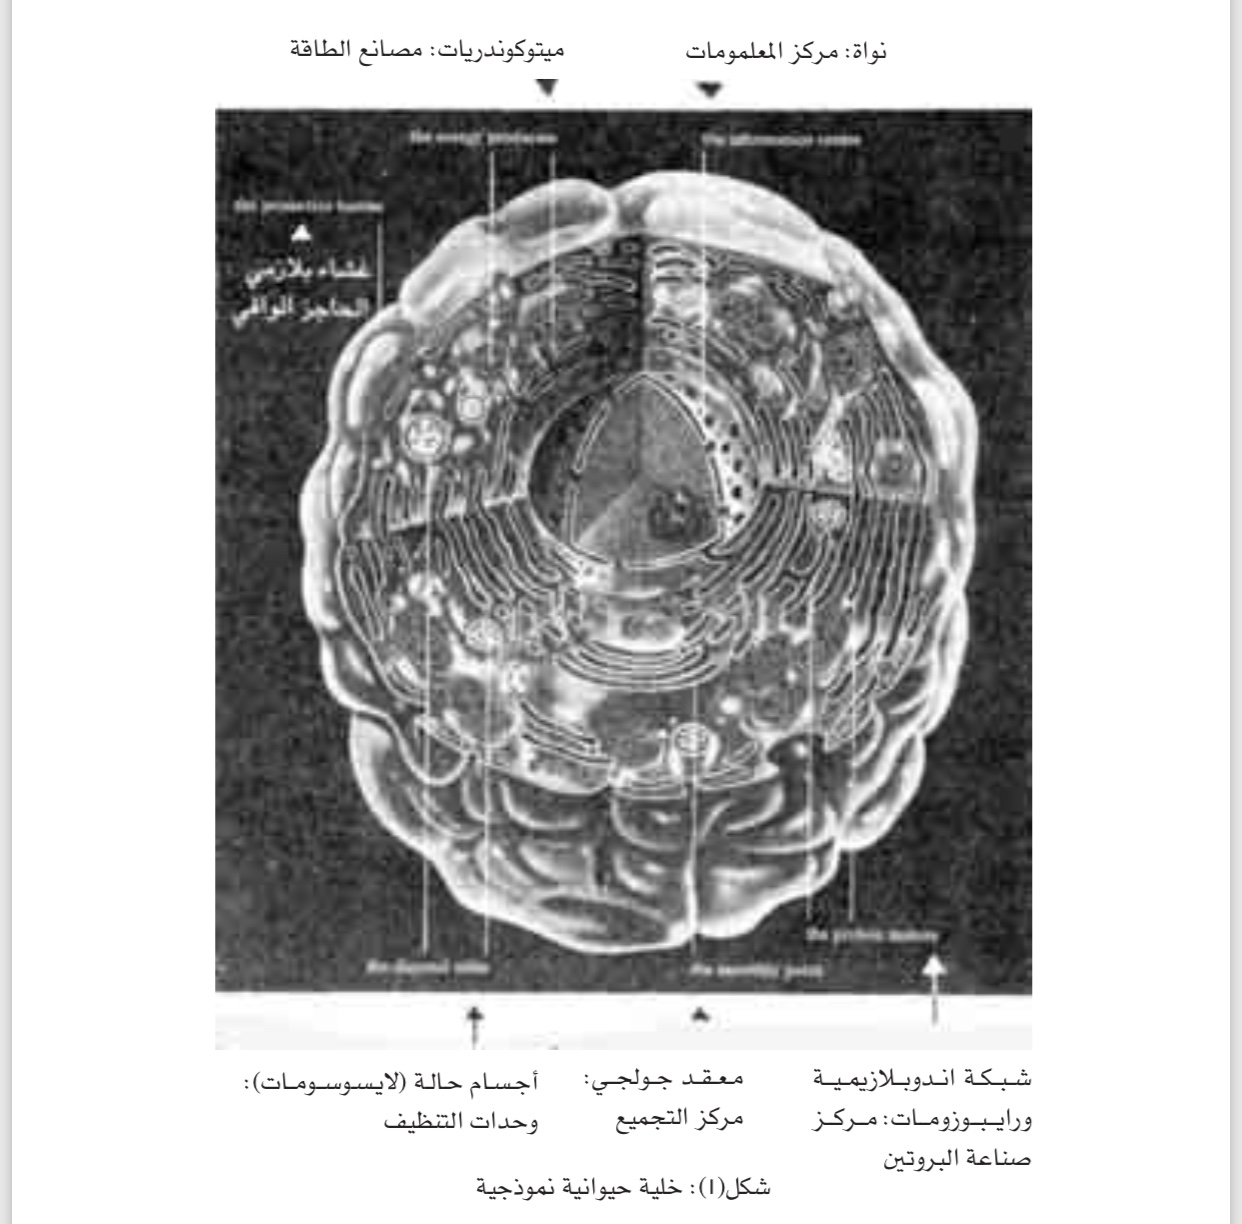 ميتوكوندريات: مصانع الطاقة
نواة: مركز المعلمومات
the energy producers
the information centre
the protective barrier
غشاء بلازمي
الحاجز الواقي
the protein makers
the disposal units
the assembly point
شبكة اندوبلازيمية
ورايبوزومات: مركز
صناعة البروتين
معقد جولجي:
مركز التجميع
أجسام حالة (لايسوسومات):
وحدات التنظيف
شكل(١): خلية حيوانية نموذجية